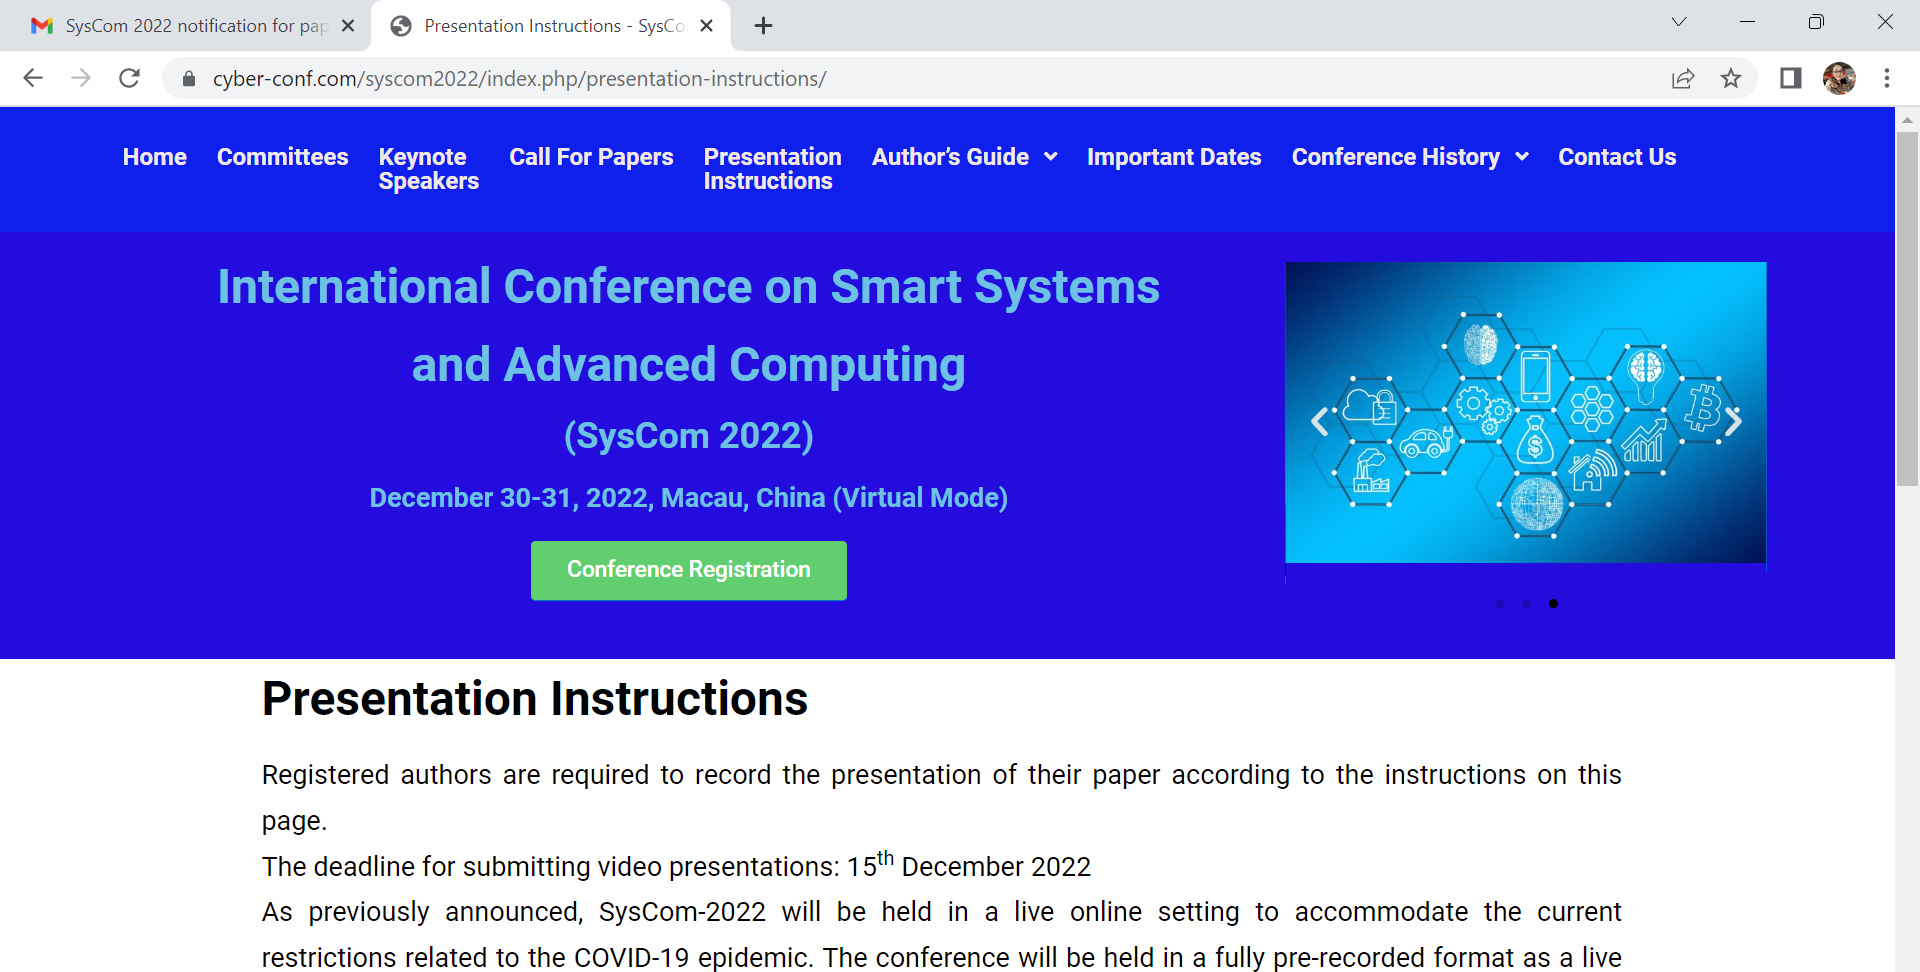 SysCom 2022 notification for pap
Presentation Instructions - SysCo
cyber-conf.com/syscom2022/index.php/presentation-instructions/
Home
Committees
Keynote
Speakers
Call For Papers
Presentation
Instructions
Author’s Guide
Important Dates
Conference History
Contact Us
International Conference on Smart Systems
and Advanced Computing
(SysCom 2022)
December 30-31, 2022, Macau, China (Virtual Mode)
Conference Registration
Presentation Instructions
Registered authors are required to record the presentation of their paper according to the instructions on this
page.
The deadline for submitting video presentations: 15th December 2022
As previously announced, SysCom-2022 will be held in a live online setting to accommodate the current
restrictions related to the COVID-19 epidemic. The conference will be held in a fully pre-recorded format as a live